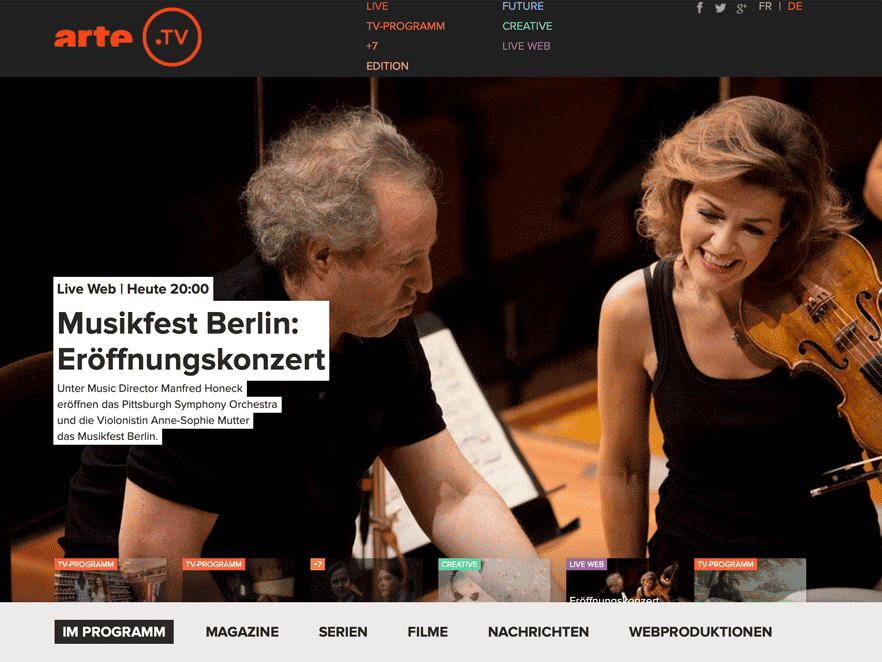 arte .TV
LIVE
TV-PROGRAMM
+7
EDITION
FUTURE
CREATIVE
LIVE WEB
f g+ FR | DE
Live Web | Heute 20:00
Musikfest Berlin:
Eröffnungskonzert
Unter Music Director Manfred Honeck
eröffnen das Pittsburgh Symphony Orchestra
und die Violonistin Anne-Sophie Mutter
das Musikfest Berlin.
TV-PROGRAMM TV-PROGRAMM +7 CREATIVE LIVE WEB TV-PROGRAMM
Eröffnungskonzert
IM PROGRAMM MAGAZINE SERIEN FILME NACHRICHTEN WEBPRODUKTIONEN